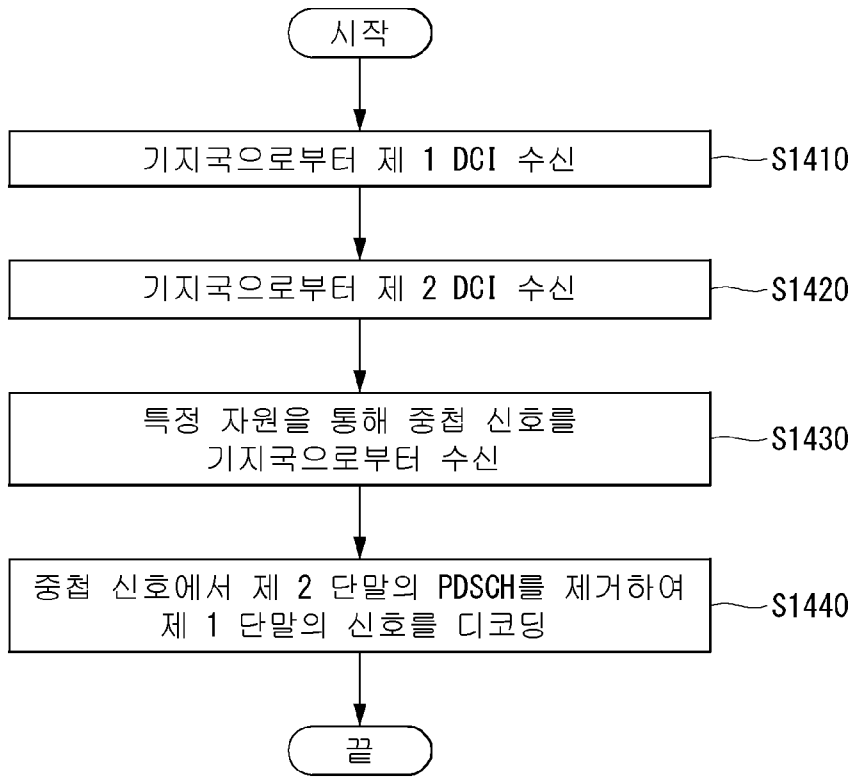 시작
기지국으로부터 제 1 DCI 수신
S1410
기지국으로부터 제 2 DCI 수신
S1420
특정 자원을 통해 중첩 신호를
기지국으로부터 수신
S1430
중첩 신호에서 제 2 단말의 PDSCH를 제거하여
제 1 단말의 신호를 디코딩
S1440
끝